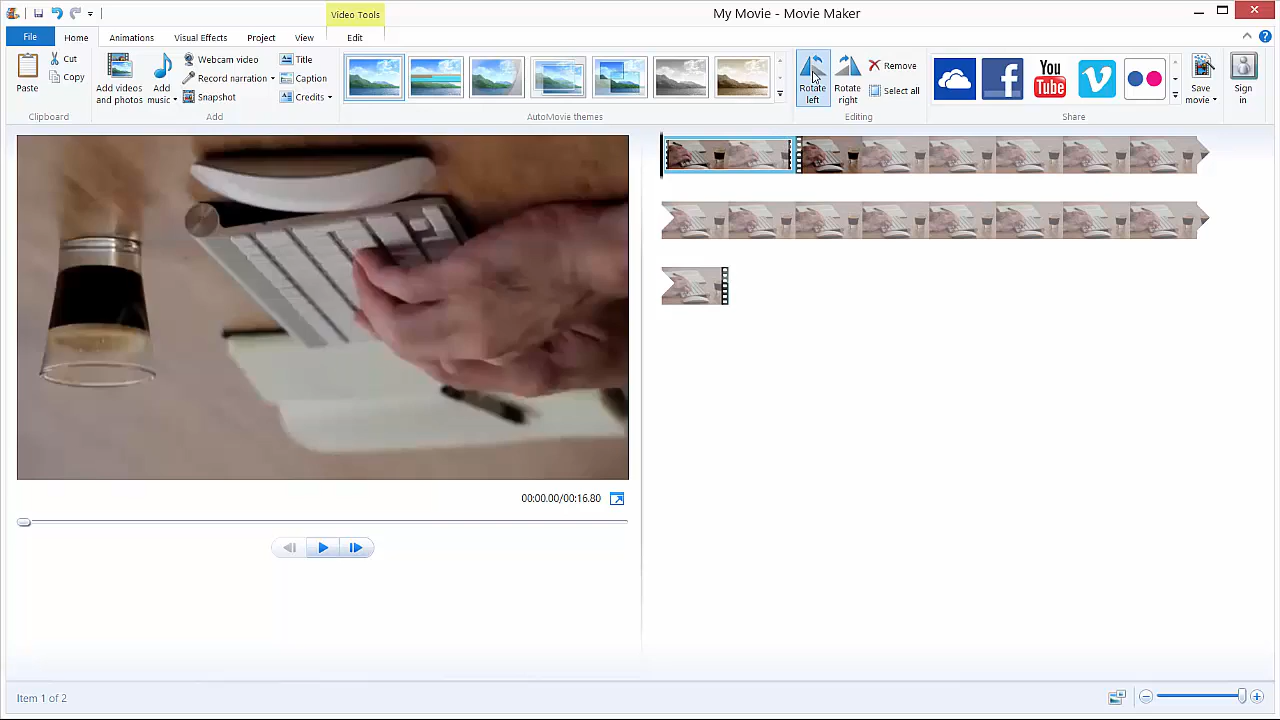 Video Tools
My Movie - Movie Maker
File
Home
Animations
Visual Effects
Project
View
Edit
Paste
Cut
Copy
Clipboard
Add videos
and photos
Add
music
Webcam video
Record narration
Snapshot
Title
Caption
Credits
Add
AutoMovie themes
Rotate
left
Rotate
right
Remove
Select all
Editing
You
Tube
Share
Save
movie
Sign
in
00:00.00/00:16.80
Item 1 of 2